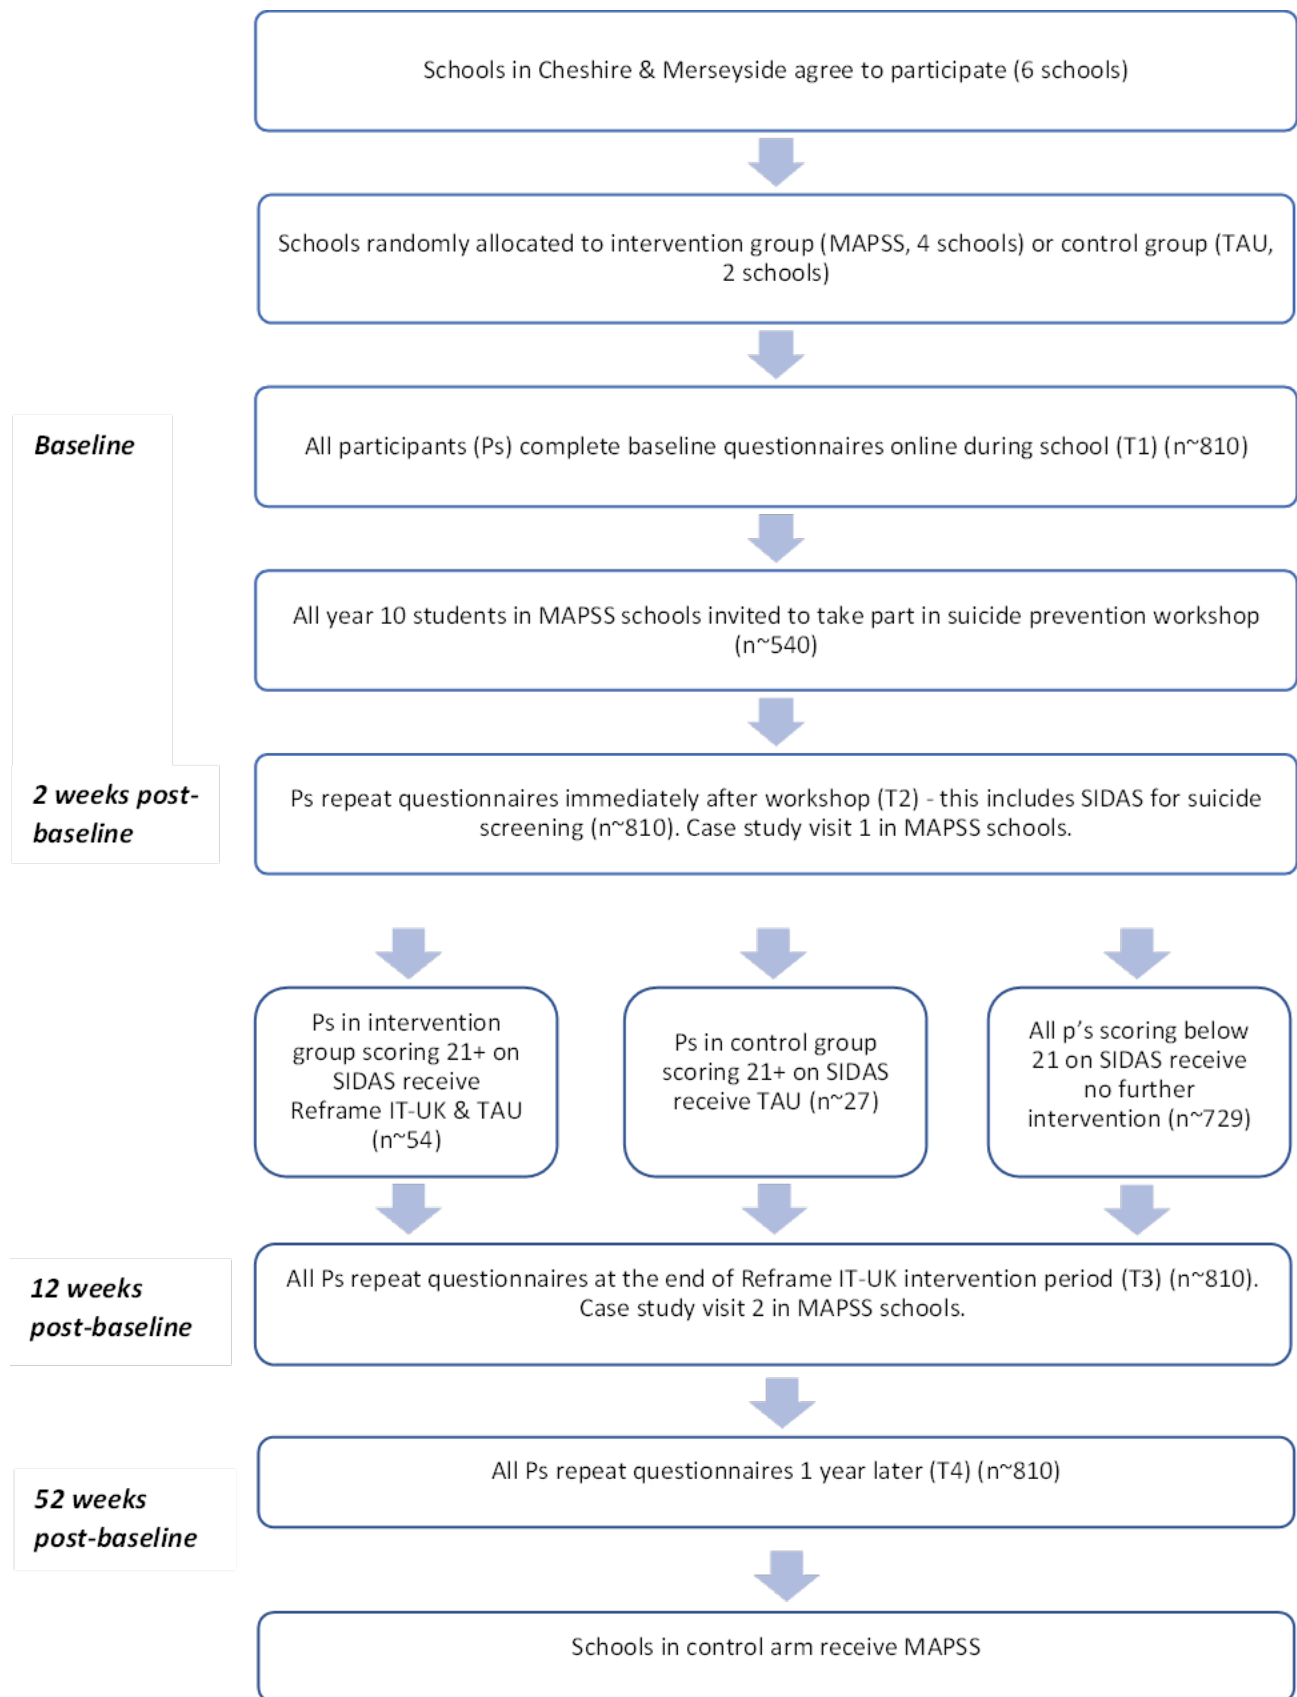 Schools in Cheshire & Merseyside agree to participate (6 schools)
Schools randomly allocated to intervention group (MAPSS, 4 schools) or control group (TAU,
2 schools)
Baseline
All participants (Ps) complete baseline questionnaires online during school (T1) (n~810)
All year 10 students in MAPSS schools invited to take part in suicide prevention workshop
(n~540)
2 weeks post-
baseline
Ps repeat questionnaires immediately after workshop (T2) - this includes SIDAS for suicide
screening (n~810). Case study visit 1 in MAPSS schools.
Ps in intervention
group scoring 21+ on
SIDAS receive
Reframe IT-UK & TAU
(n~54)
Ps in control group
scoring 21+ on SIDAS
receive TAU (n~27)
All p’s scoring below
21 on SIDAS receive
no further
intervention (n~729)
12 weeks
post-baseline
All Ps repeat questionnaires at the end of Reframe IT-UK intervention period (T3) (n~810).
Case study visit 2 in MAPSS schools.
52 weeks
post-baseline
All Ps repeat questionnaires 1 year later (T4) (n~810)
Schools in control arm receive MAPSS